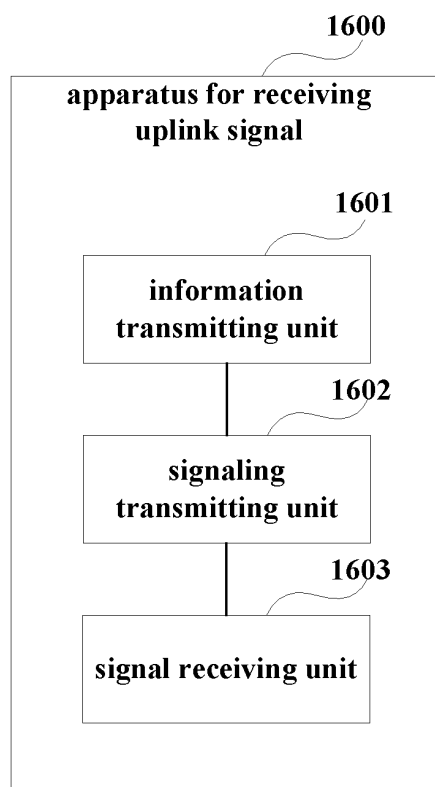 1600
apparatus for receiving
uplink signal
1601
information
transmitting unit
1602
signaling
transmitting unit
1603
signal receiving unit